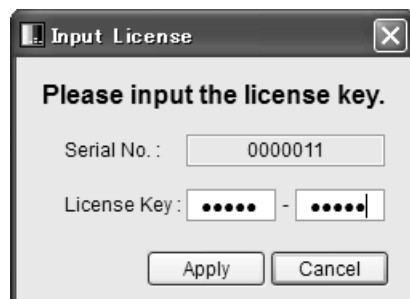 Input License
Please input the license key.
Serial No. : 0000011
License Key : ●●●●● - ●●●●●
Apply Cancel